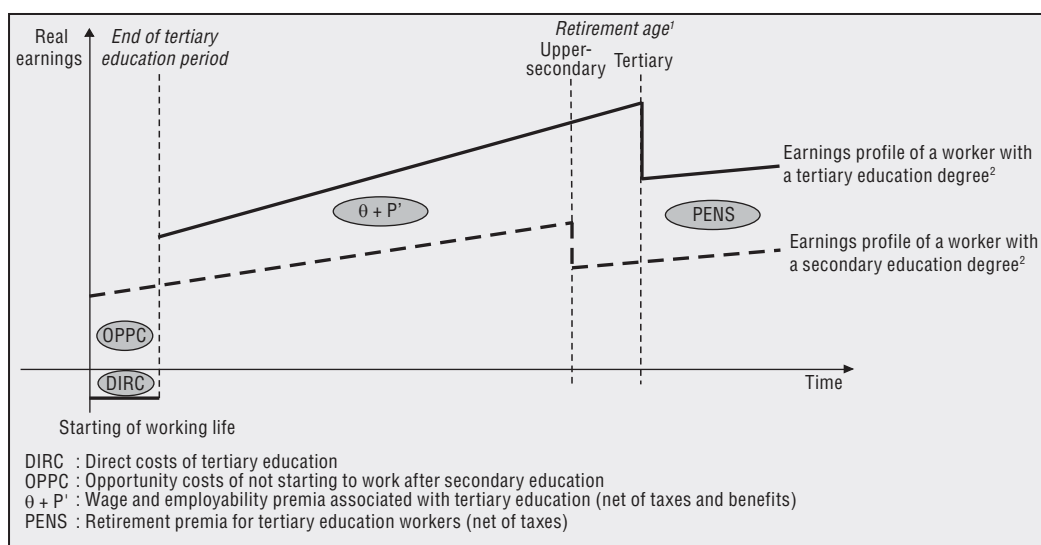 Real
earnings
End of tertiary
education period
Retirement age¹
Upper-
secondary
Tertiary
Earnings profile of a worker with
a tertiary education degree²
θ + P'
PENS
Earnings profile of a worker with
a secondary education degree²
OPPC
DIRC
Time
Starting of working life
DIRC : Direct costs of tertiary education
OPPC : Opportunity costs of not starting to work after secondary education
θ + P' : Wage and employability premia associated with tertiary education (net of taxes and benefits)
PENS : Retirement premia for tertiary education workers (net of taxes)